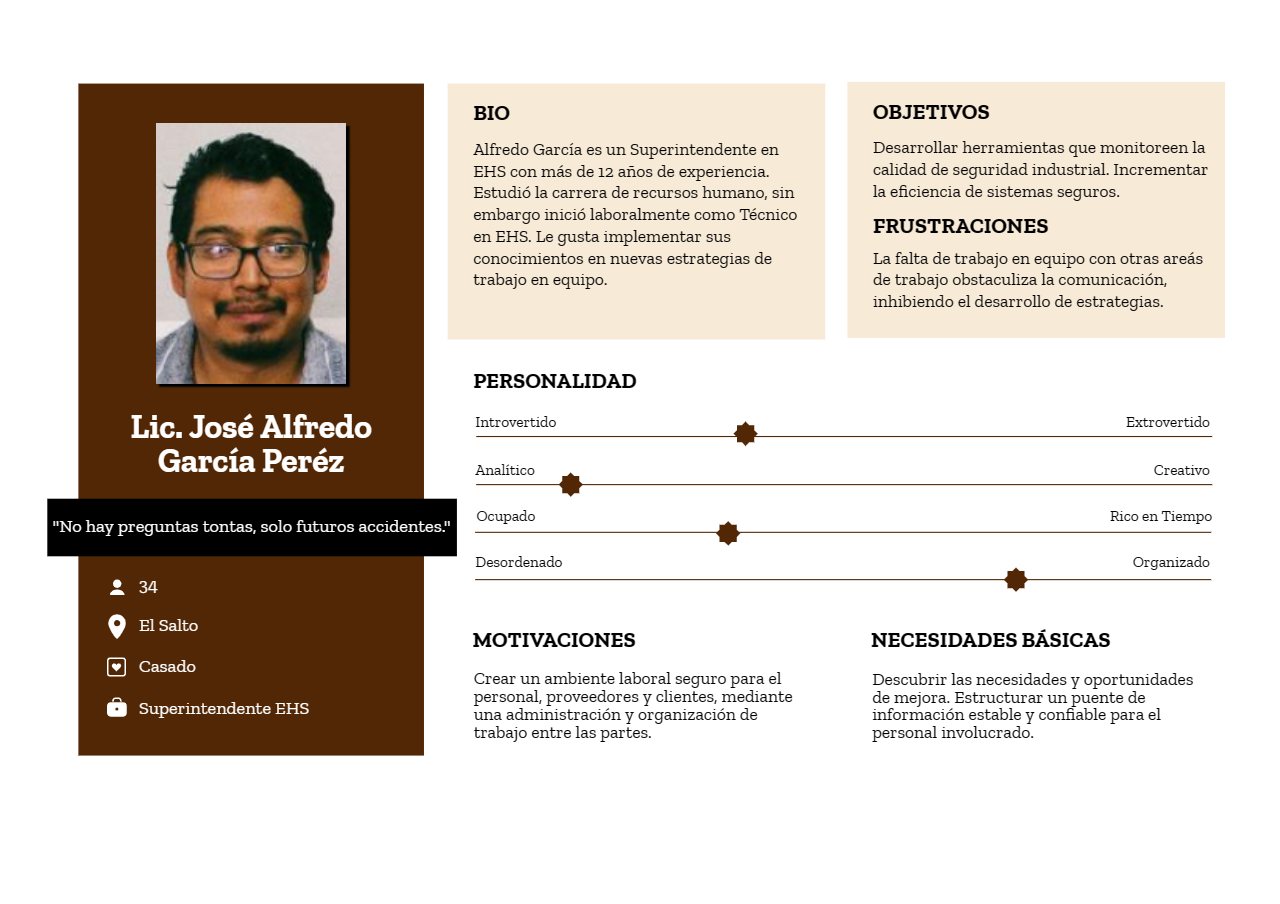 Lic. José Alfredo
García Peréz
"No hay preguntas tontas, solo futuros accidentes."
34
El Salto
Casado
Superintendente EHS
BIO
Alfredo García es un Superintendente en
EHS con más de 12 años de experiencia.
Estudió la carrera de recursos humano, sin
embargo inició laboralmente como Técnico
en EHS. Le gusta implementar sus
conocimientos en nuevas estrategias de
trabajo en equipo.
OBJETIVOS
Desarrollar herramientas que monitoreen la
calidad de seguridad industrial. Incrementar
la eficiencia de sistemas seguros.
FRUSTRACIONES
La falta de trabajo en equipo con otras areás
de trabajo obstaculiza la comunicación,
inhibiendo el desarrollo de estrategias.
PERSONALIDAD
Introvertido Extrovertido
Analítico Creativo
Ocupado Rico en Tiempo
Desordenado Organizado
MOTIVACIONES
Crear un ambiente laboral seguro para el
personal, proveedores y clientes, mediante
una administración y organización de
trabajo entre las partes.
NECESIDADES BÁSICAS
Descubrir las necesidades y oportunidades
de mejora. Estructurar un puente de
información estable y confiable para el
personal involucrado.